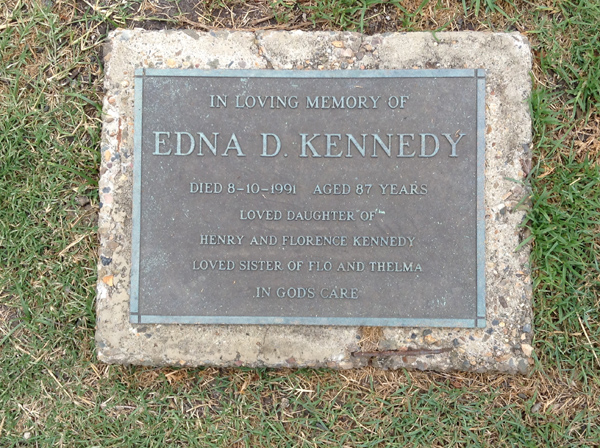 IN LOVING MEMORY OF
EDNA D. KENNEDY
DIED 8-10-1991 AGED 87 YEARS
LOVED DAUGHTER OF
HENRY AND FLORENCE KENNEDY
LOVED SISTER OF FLO AND THELMA
IN GODS CARE